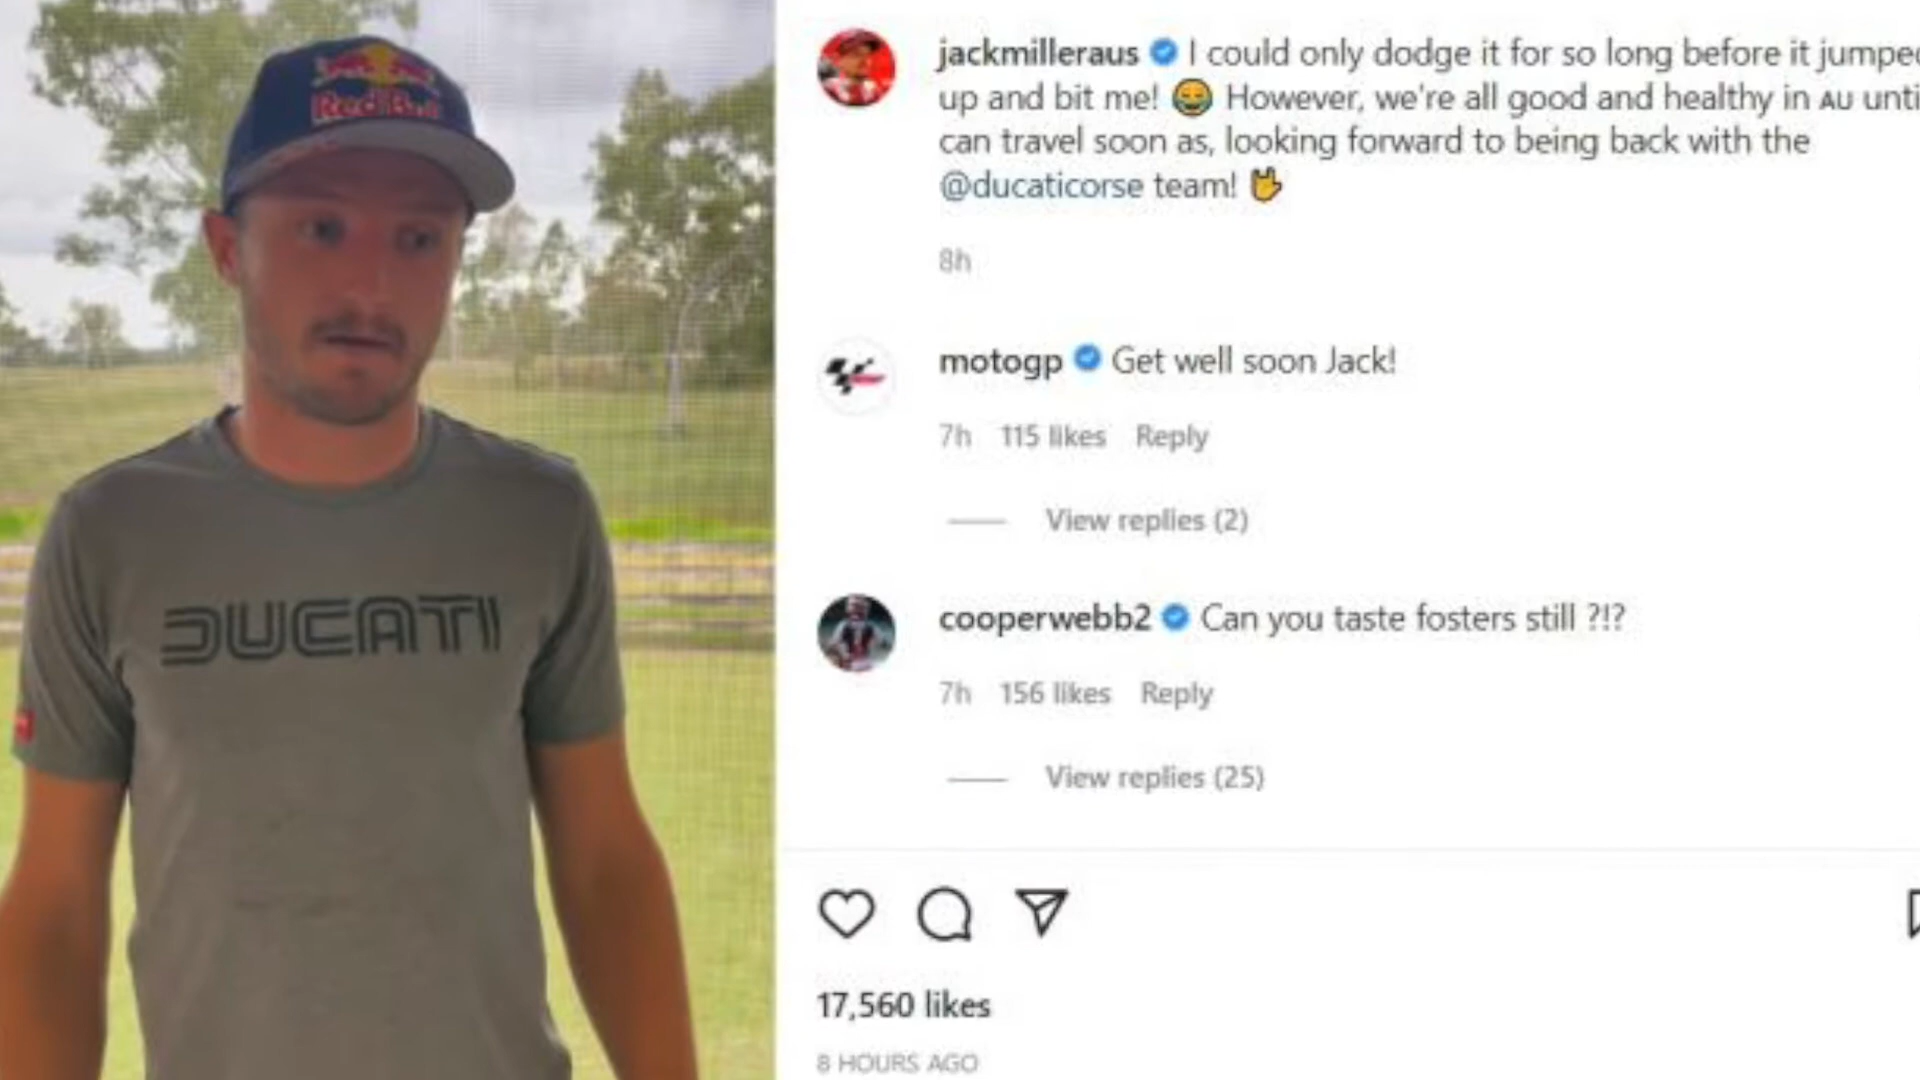 Red Bull
DUCATI
jackmilleraus I could only dodge it for so long before it jumped
up and bit me! 😂 However, we're all good and healthy in AU until
can travel soon as, looking forward to being back with the
@ducaticorse team! 🤘
8h
motogp Get well soon Jack!
7h 115 likes Reply
View replies (2)
cooperwebb2 Can you taste fosters still ?!?
7h 156 likes Reply
View replies (25)
17,560 likes
8 HOURS AGO